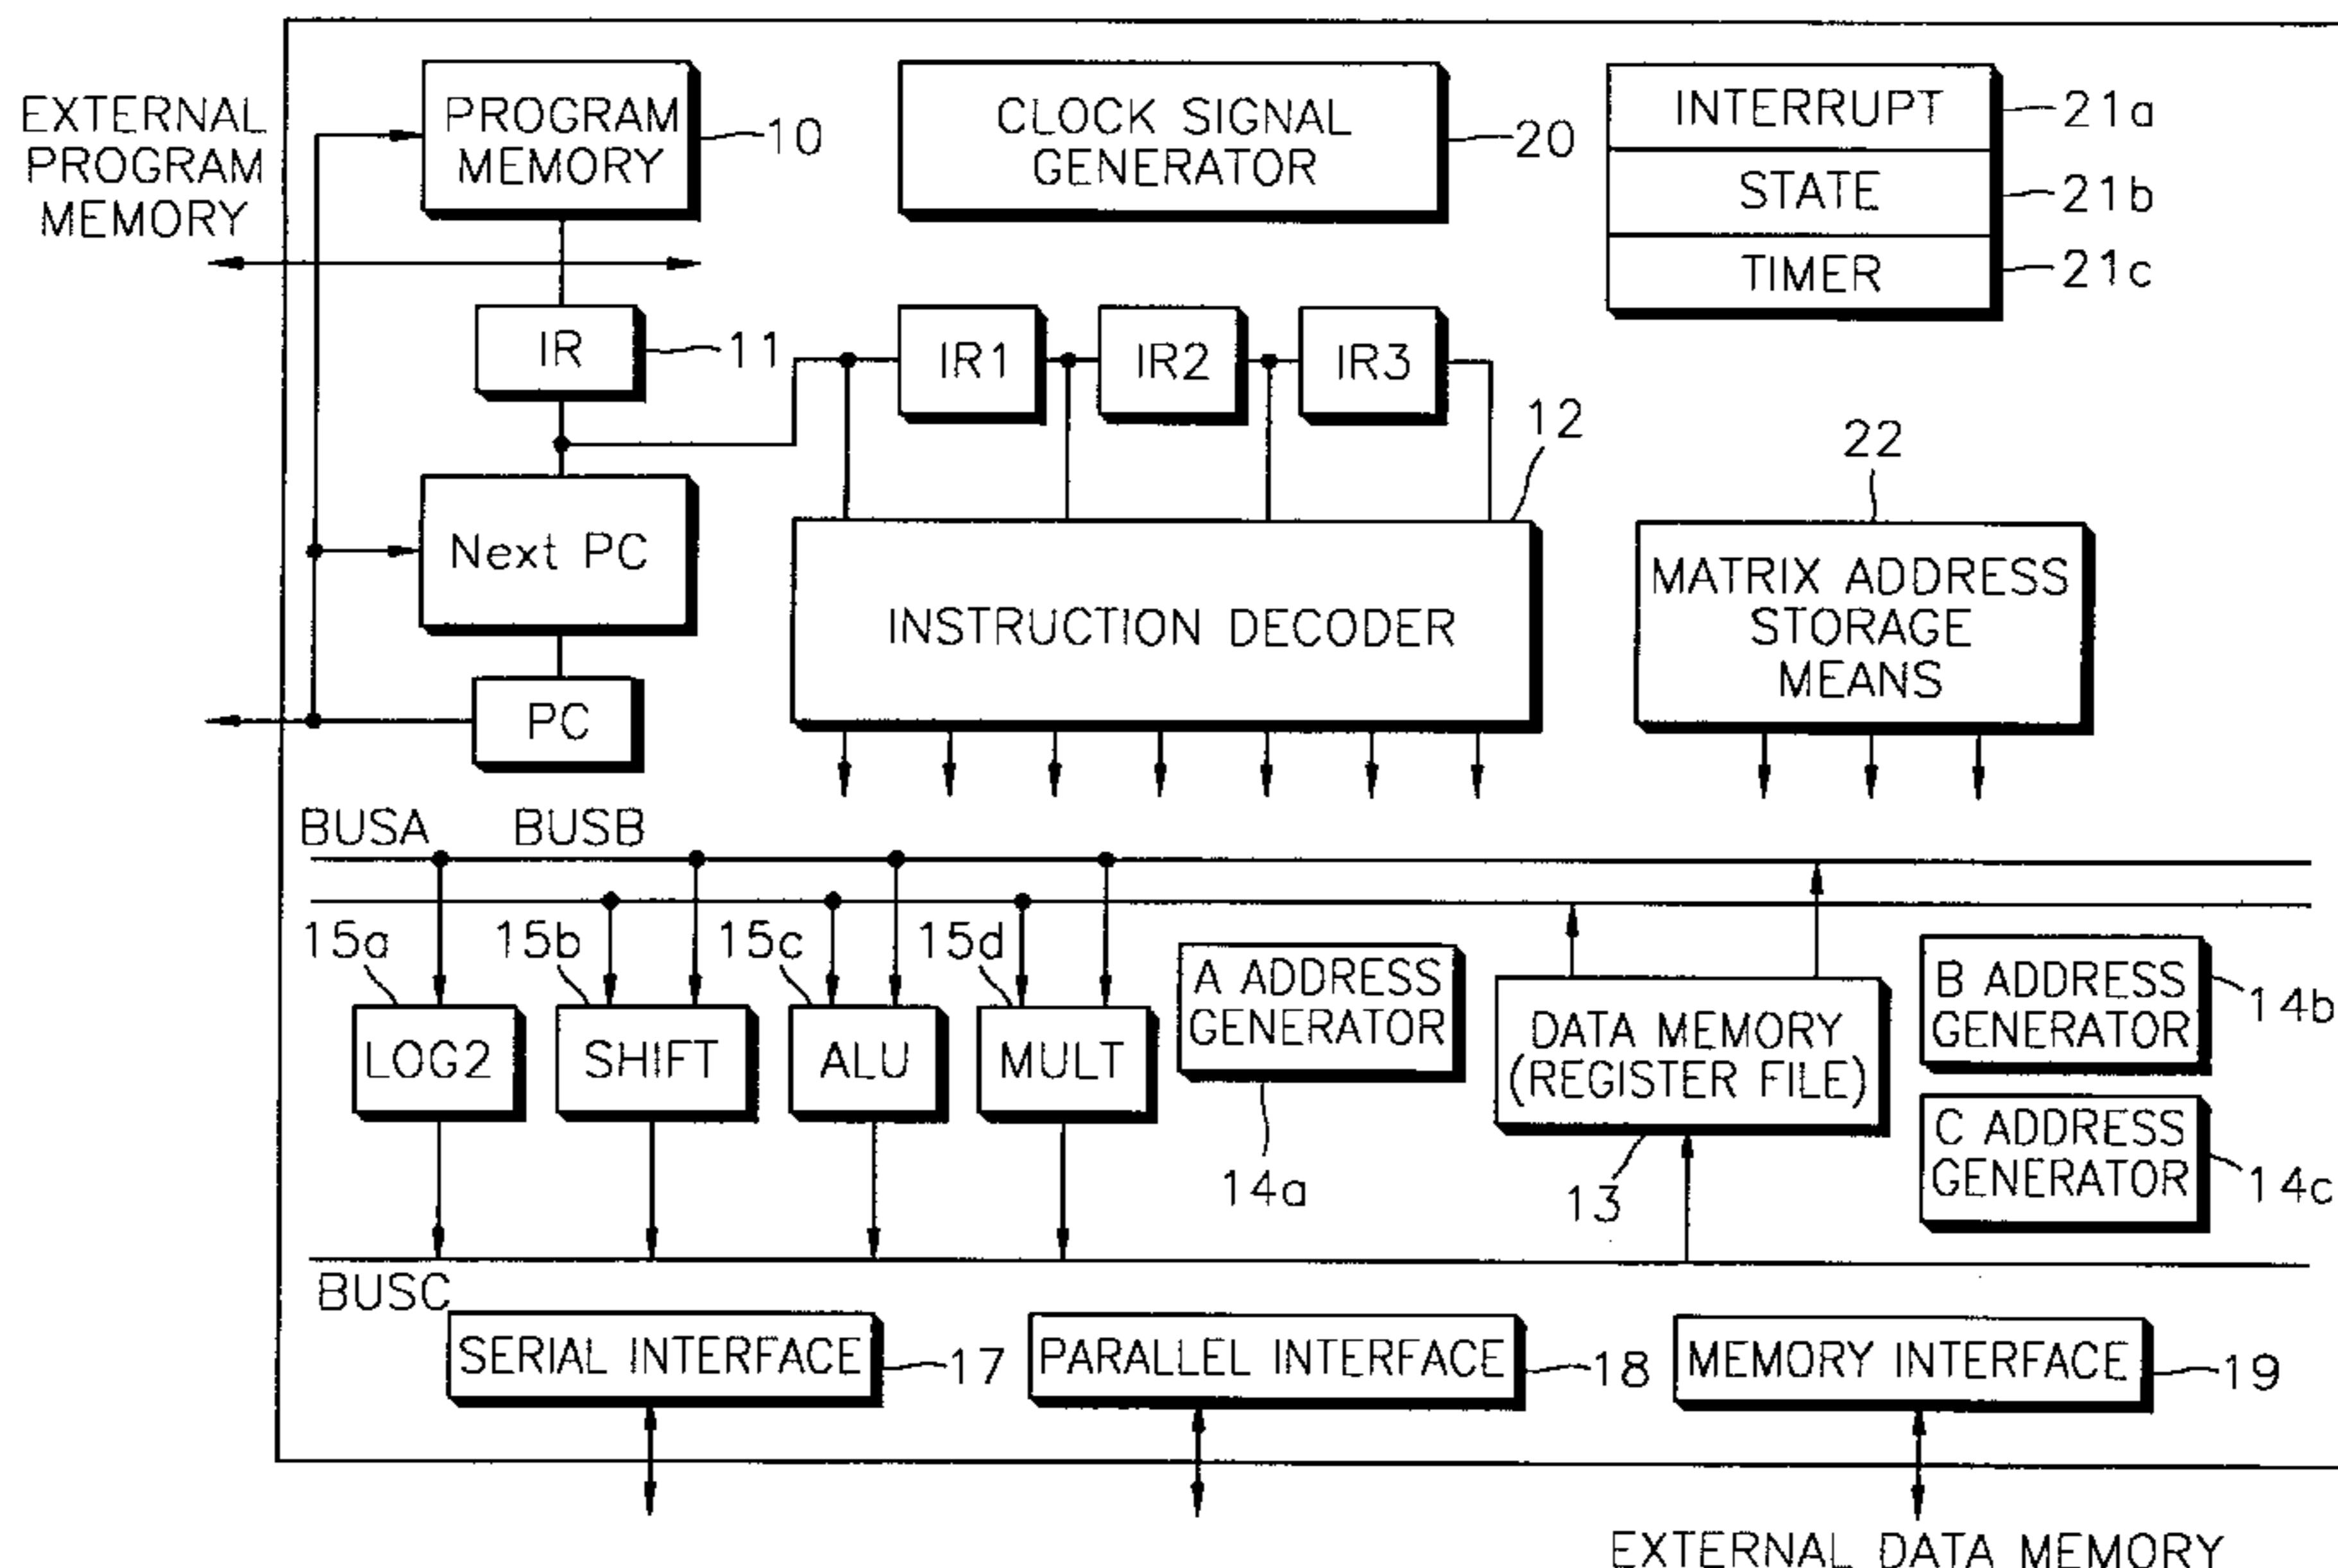 EXTERNAL
PROGRAM
MEMORY
PROGRAM
MEMORY
10
CLOCK SIGNAL
GENERATOR
20
INTERRUPT
21a
STATE
21b
TIMER
21c
IR
11
IR1
IR2
IR3
12
22
Next PC
INSTRUCTION DECODER
MATRIX ADDRESS
STORAGE
MEANS
PC
BUSA
BUSB
15a
15b
15c
15d
LOG2
SHIFT
ALU
MULT
A ADDRESS
GENERATOR
14a
DATA MEMORY
(REGISTER FILE)
13
B ADDRESS
GENERATOR
14b
C ADDRESS
GENERATOR
14c
BUSC
SERIAL INTERFACE
17
PARALLEL INTERFACE
18
MEMORY INTERFACE
19
EXTERNAL DATA MEMORY